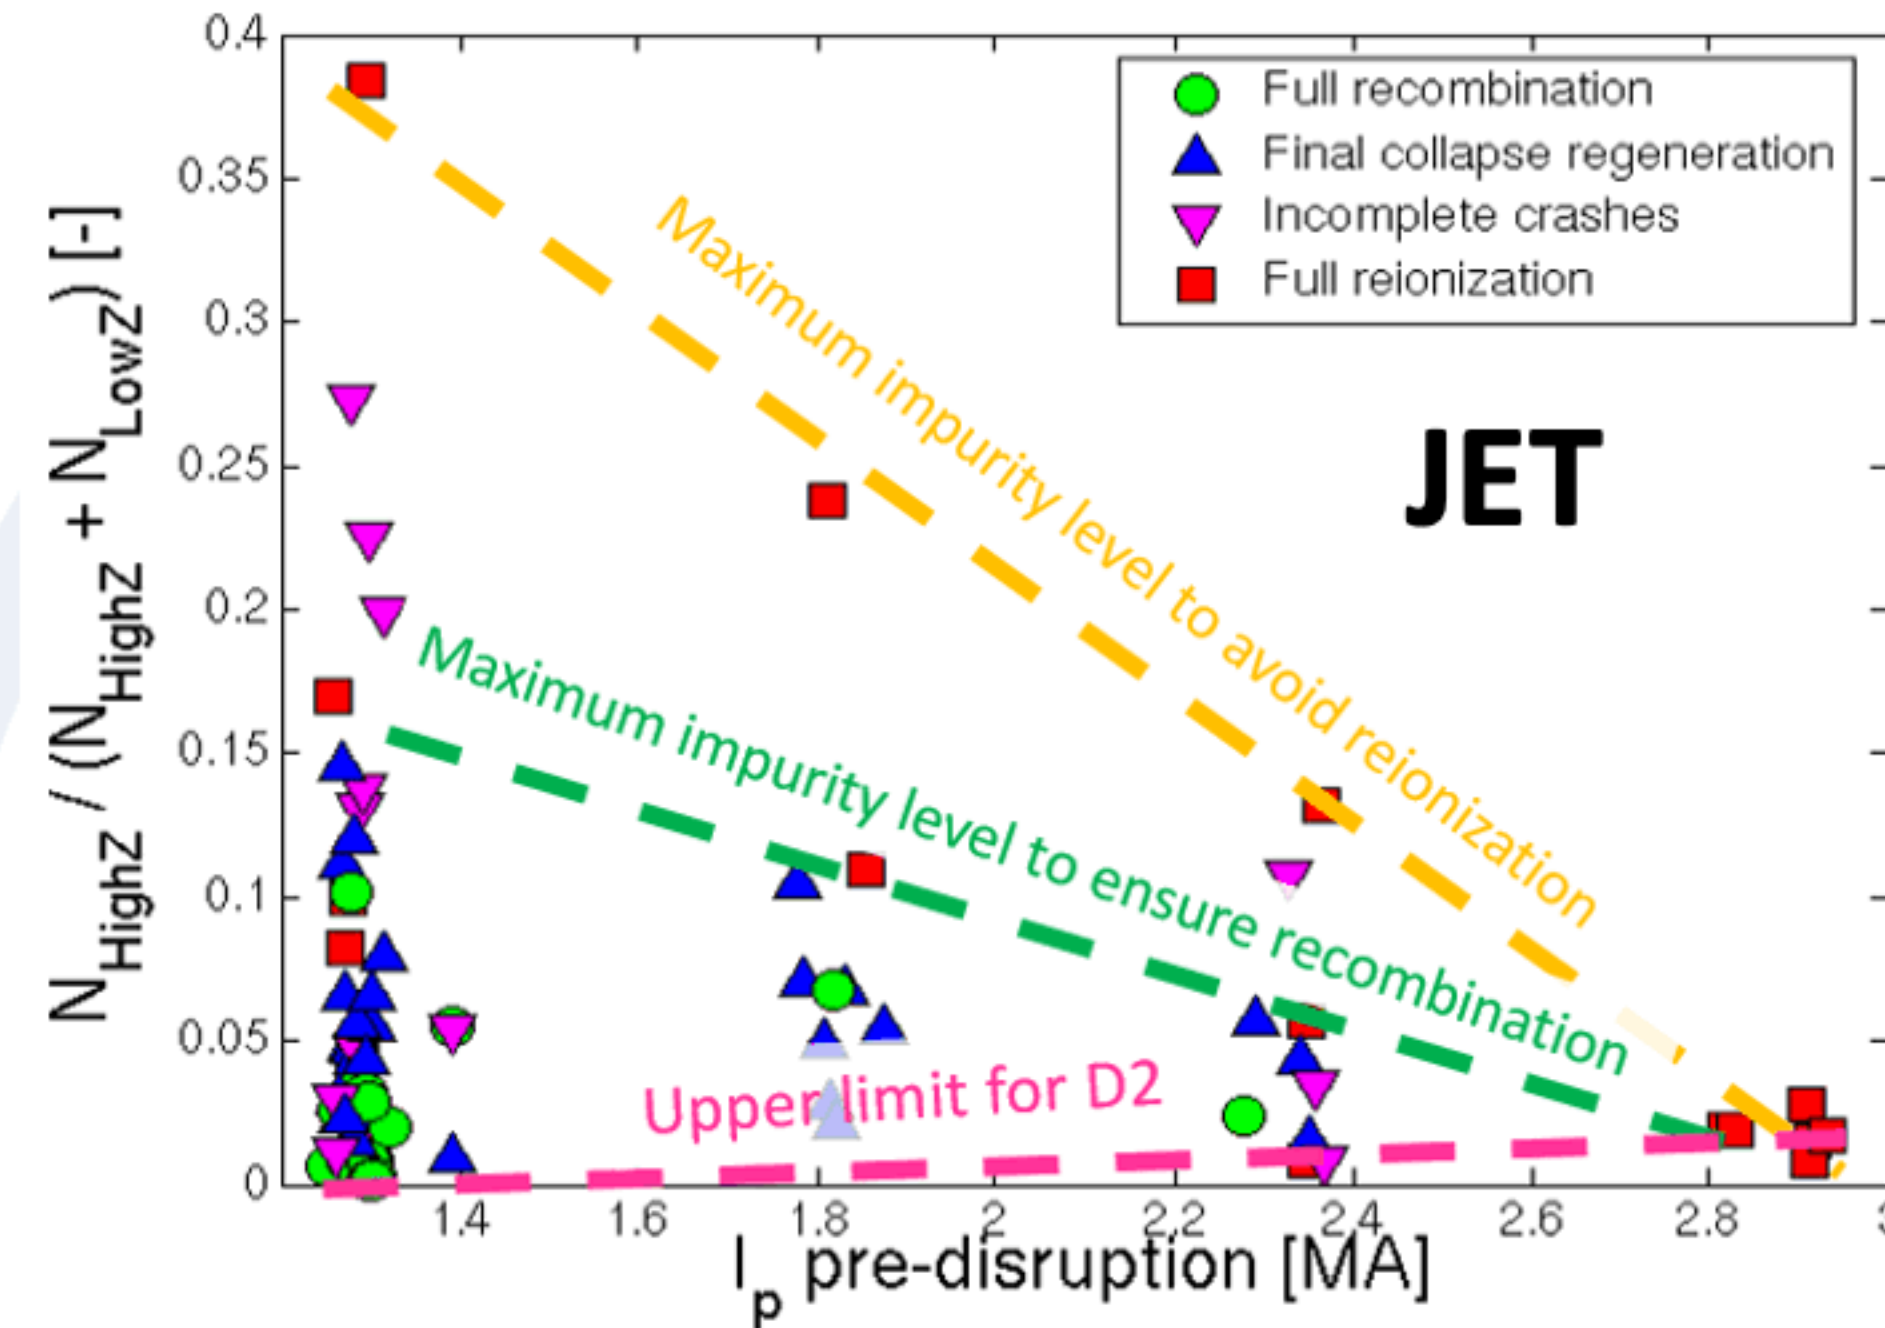 0.4
0.35
0.3
0.25
0.2
0.15
0.1
0.05
0
N_HighZ / (N_HighZ + N_LowZ) [-]
Full recombination
Final collapse regeneration
Incomplete crashes
Full reionization
JET
Maximum impurity level to avoid reionization
Maximum impurity level to ensure recombination
Upper limit for D2
1.4 1.6 1.8 2 2.2 2.4 2.6 2.8
I_p pre-disruption [MA]